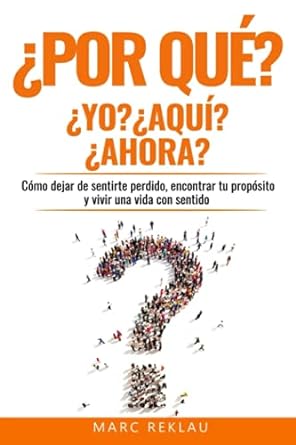 ¿POR QUÉ?
¿YO?¿AQUÍ?
¿AHORA?
Cómo dejar de sentirte perdido, encontrar tu propósito
y vivir una vida con sentido
MARC REKLAU